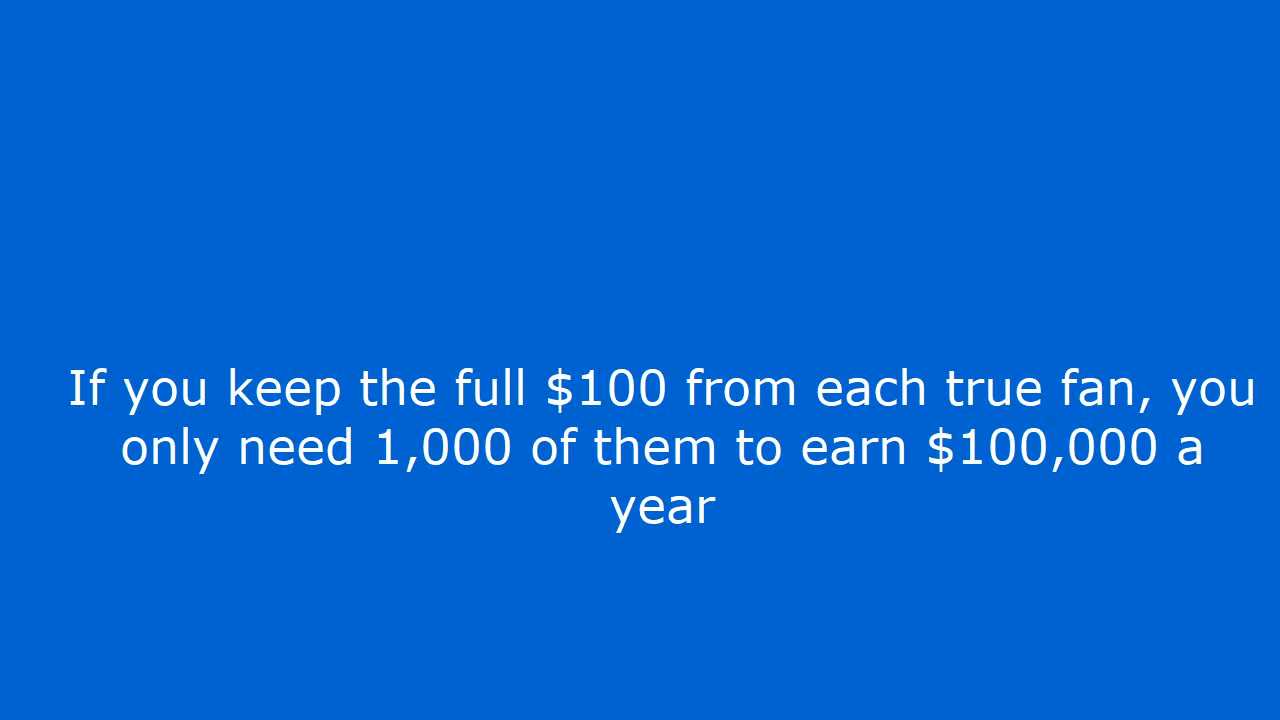 If you keep the full $100 from each true fan, you
only need 1,000 of them to earn $100,000 a
year